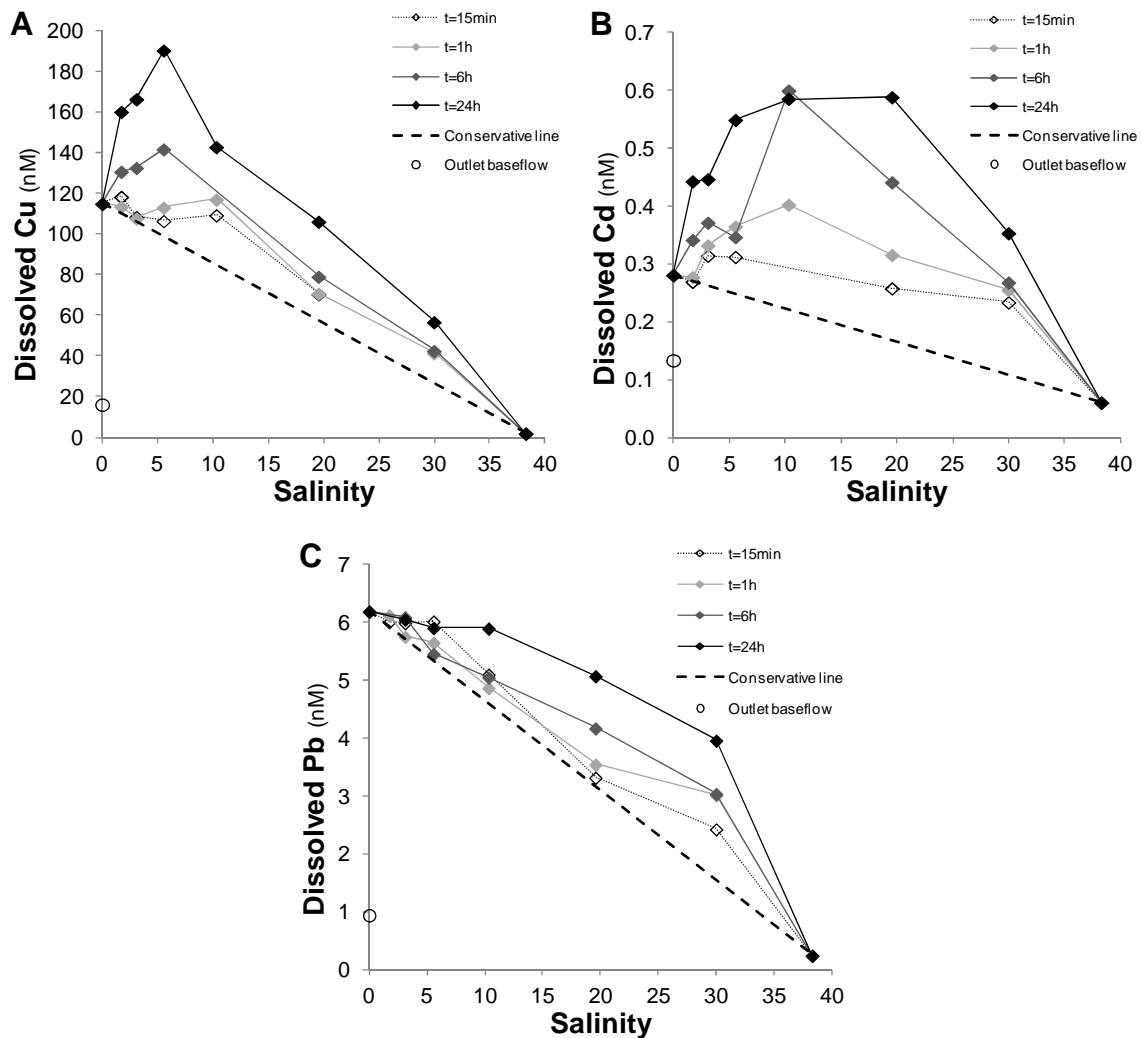 A
Dissolved Cu (nM)
200
180
160
140
120
100
80
60
40
20
0
0 5 10 15 20 25 30 35 40
Salinity
t=15min
t=1h
t=6h
t=24h
Conservative line
Outlet baseflow
B
Dissolved Cd (nM)
0.7
0.6
0.5
0.4
0.3
0.2
0.1
0.0
0 5 10 15 20 25 30 35 40
Salinity
t=15min
t=1h
t=6h
t=24h
Conservative line
Outlet baseflow
C
Dissolved Pb (nM)
7
6
5
4
3
2
1
0
0 5 10 15 20 25 30 35 40
Salinity
t=15min
t=1h
t=6h
t=24h
Conservative line
Outlet baseflow